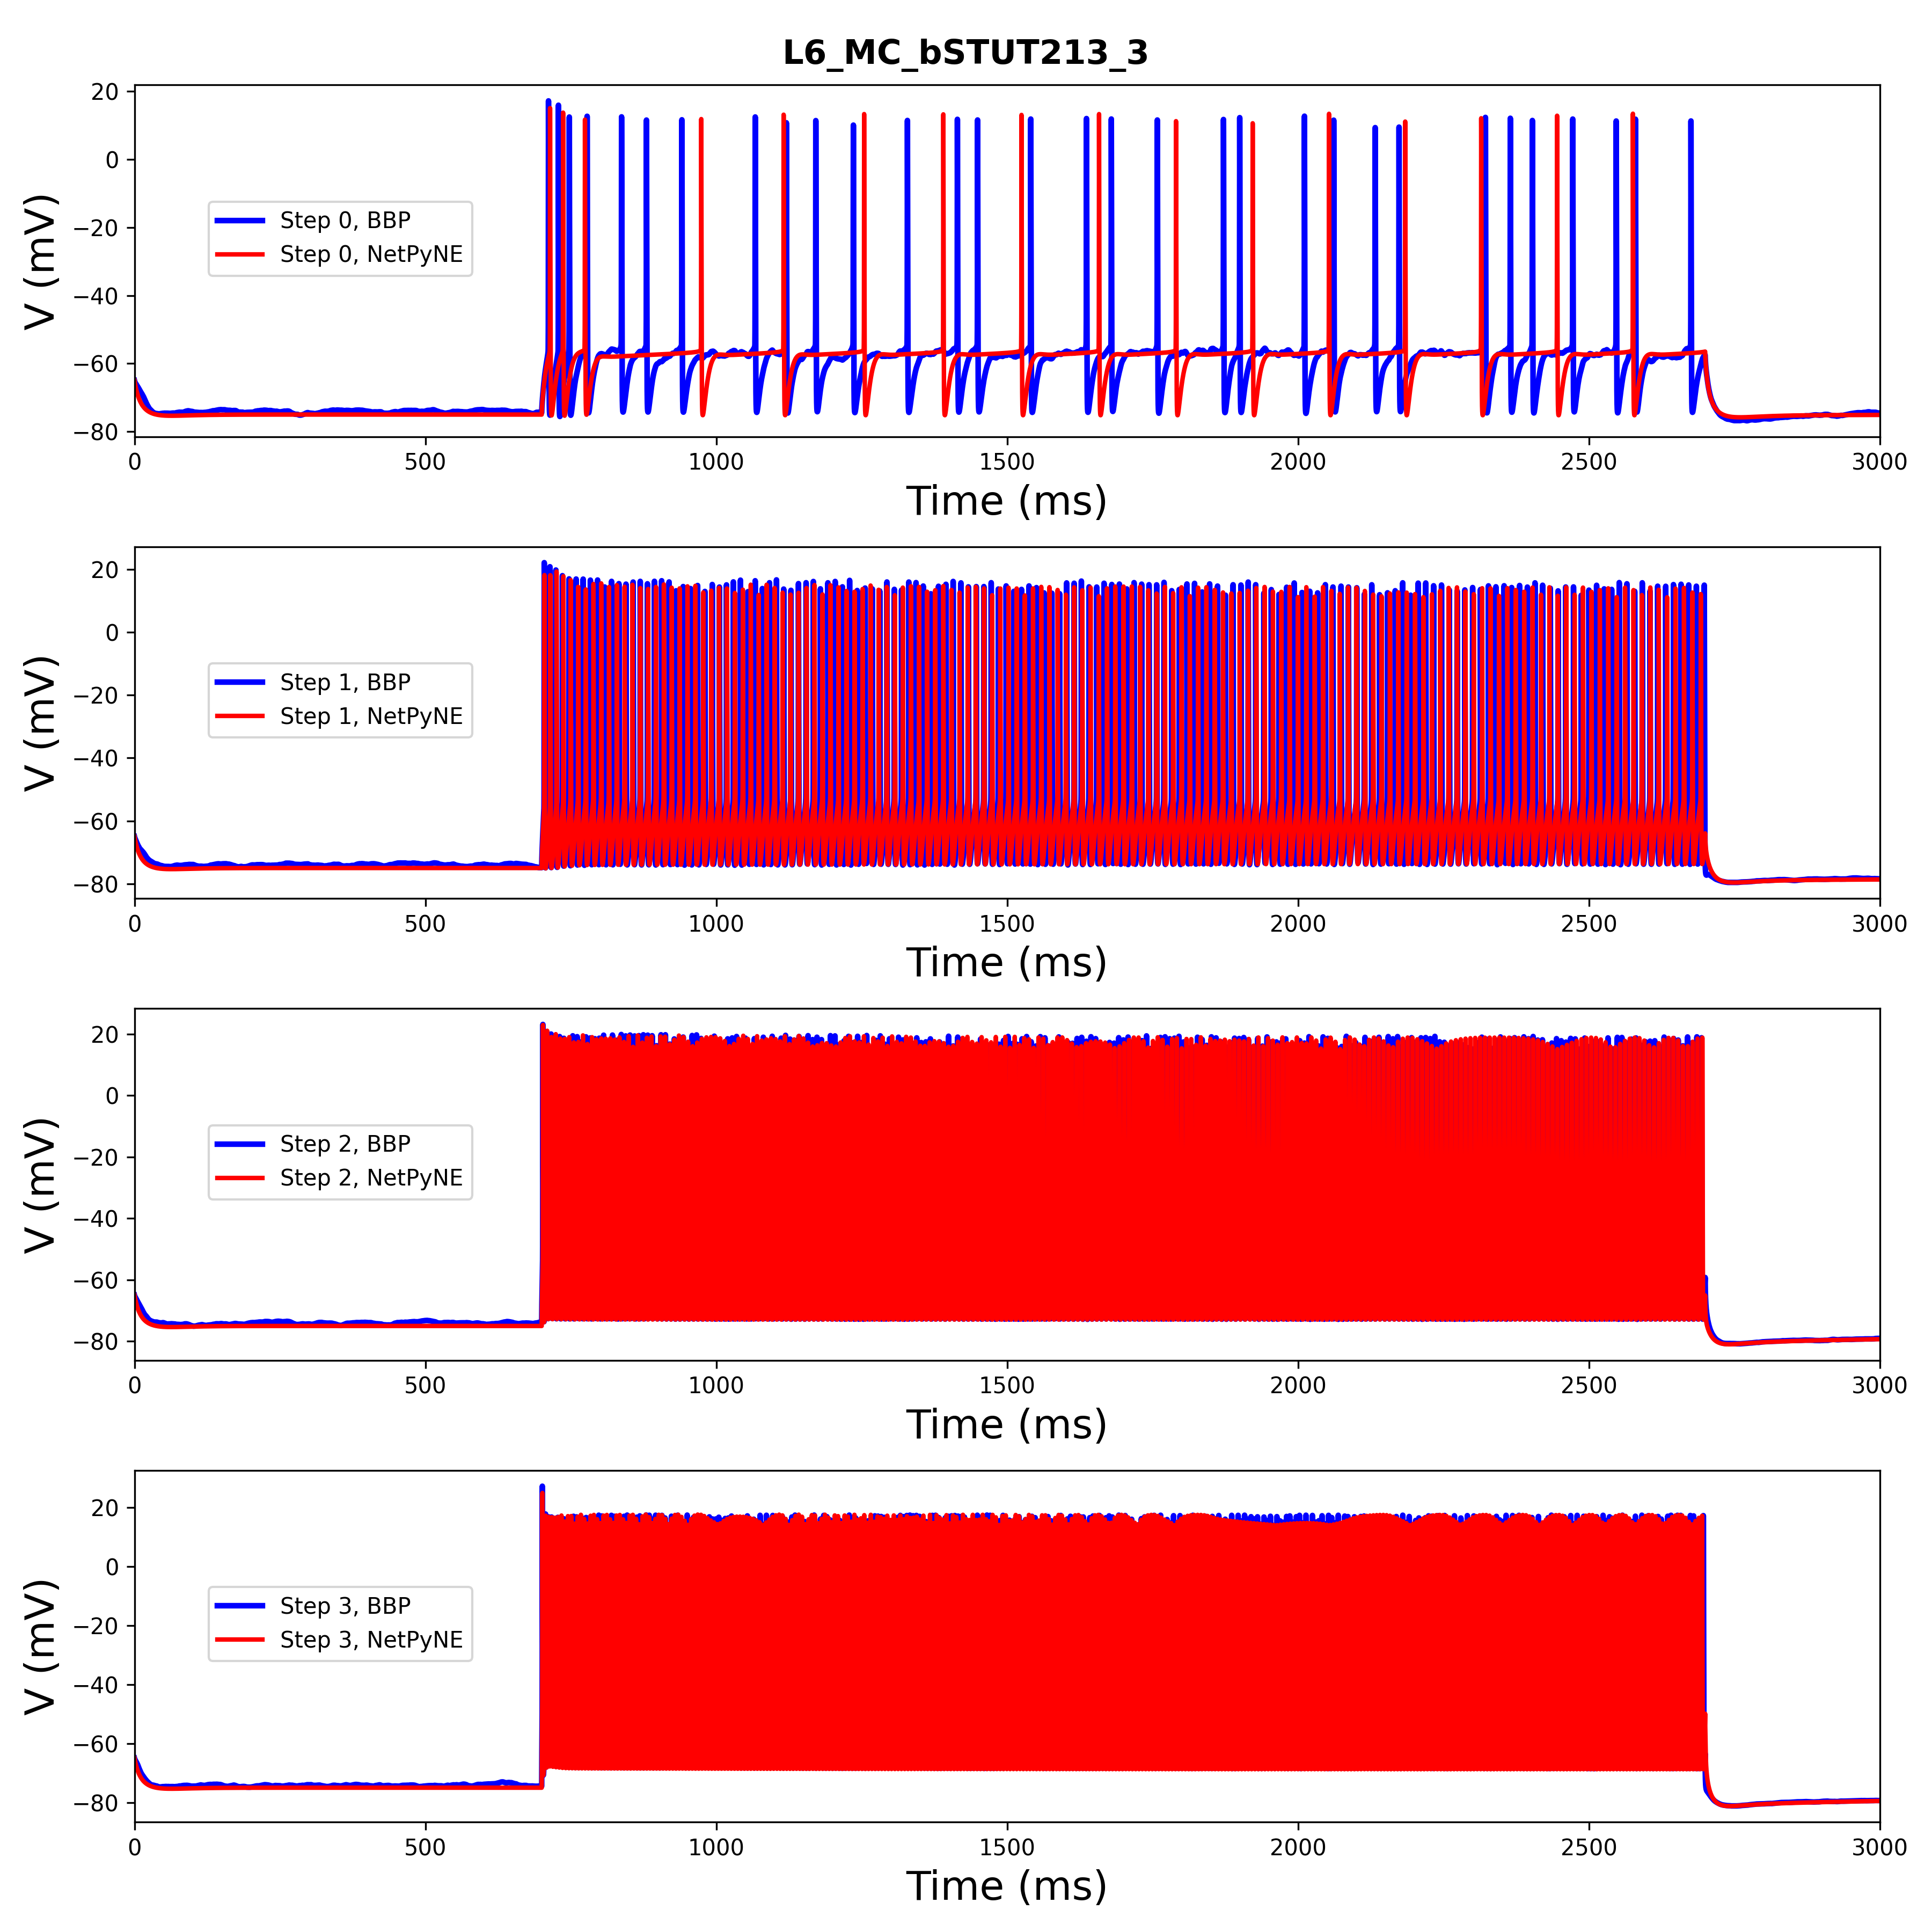 L6_MC_bSTUT213_3
20
0
−20
−40
−60
−80
V (mV)
Step 0, BBP
Step 0, NetPyNE
0 500 1000 1500 2000 2500 3000
Time (ms)
20
0
−20
−40
−60
−80
V (mV)
Step 1, BBP
Step 1, NetPyNE
0 500 1000 1500 2000 2500 3000
Time (ms)
20
0
−20
−40
−60
−80
V (mV)
Step 2, BBP
Step 2, NetPyNE
0 500 1000 1500 2000 2500 3000
Time (ms)
20
0
−20
−40
−60
−80
V (mV)
Step 3, BBP
Step 3, NetPyNE
0 500 1000 1500 2000 2500 3000
Time (ms)